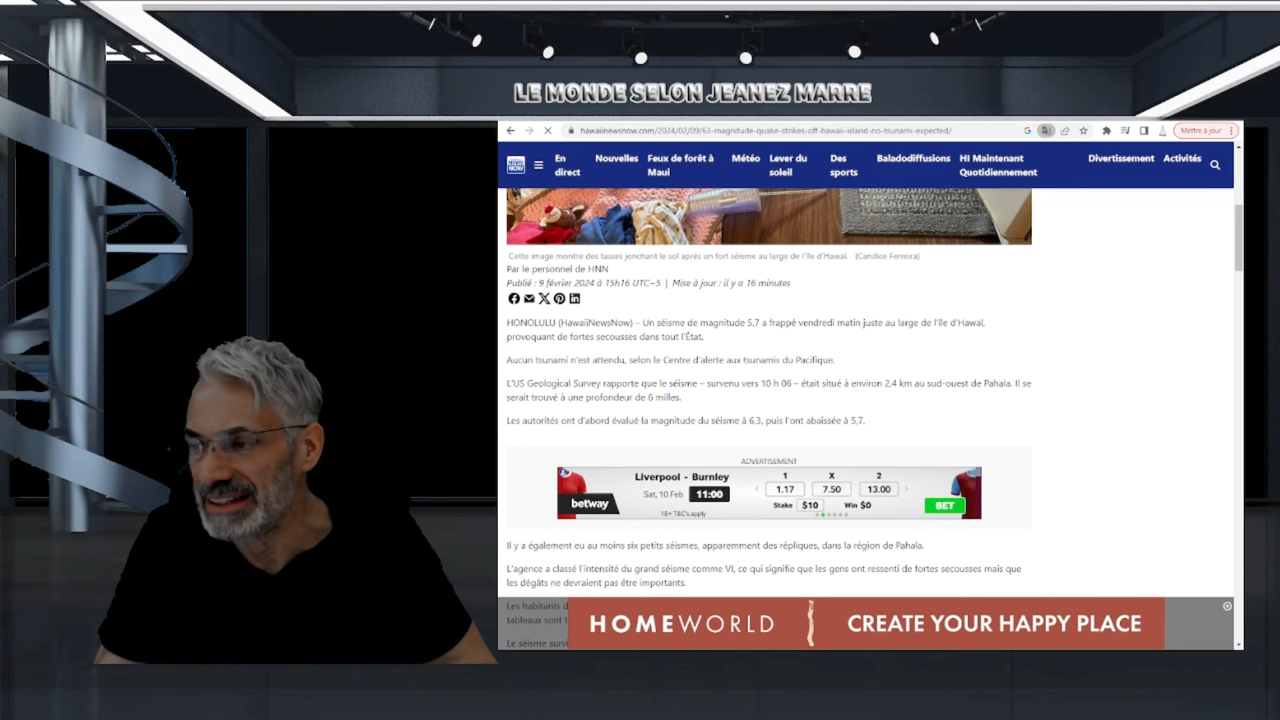 LE MONDE SELON JEANEZ MARRE
hawaiinewsnow.com/2024/02/09/63-magnitude-quake-strikes-off-hawaii-island-no-tsunami-expected/
Mettre à jour
HAWAII NEWS NOW
En direct
Nouvelles
Feux de forêt à Maui
Météo
Lever du soleil
Des sports
Baladodiffusions
HI Maintenant Quotidiennement
Divertissement
Activités
Cette image montre des tasses jonchant le sol après un fort séisme au large de l'île d'Hawaï. (Candice Ferreira)
Par le personnel de HNN
Publié : 9 février 2024 à 15h16 UTC−5 | Mise à jour : il y a 16 minutes
HONOLULU (HawaiiNewsNow) – Un séisme de magnitude 5,7 a frappé vendredi matin juste au large de l'île d'Hawaï,
provoquant de fortes secousses dans tout l'État.
Aucun tsunami n'est attendu, selon le Centre d'alerte aux tsunamis du Pacifique.
L'US Geological Survey rapporte que le séisme – survenu vers 10 h 06 – était situé à environ 2,4 km au sud-ouest de Pahala. Il se
serait trouvé à une profondeur de 6 milles.
Les autorités ont d'abord évalué la magnitude du séisme à 6,3, puis l'ont abaissée à 5,7.
ADVERTISEMENT
betway
Liverpool - Burnley
Sat, 10 Feb 11:00
18+ T&C's apply
1 X 2
1.17 7.50 13.00
Stake $10 Win $0
BET
Il y a également eu au moins six petits séismes, apparemment des répliques, dans la région de Pahala.
L'agence a classé l'intensité du grand séisme comme VI, ce qui signifie que les gens ont ressenti de fortes secousses mais que
les dégâts ne devraient pas être importants.
Les habitants d
tableaux sont t
Le séisme survi
HOMEWORLD
CREATE YOUR HAPPY PLACE